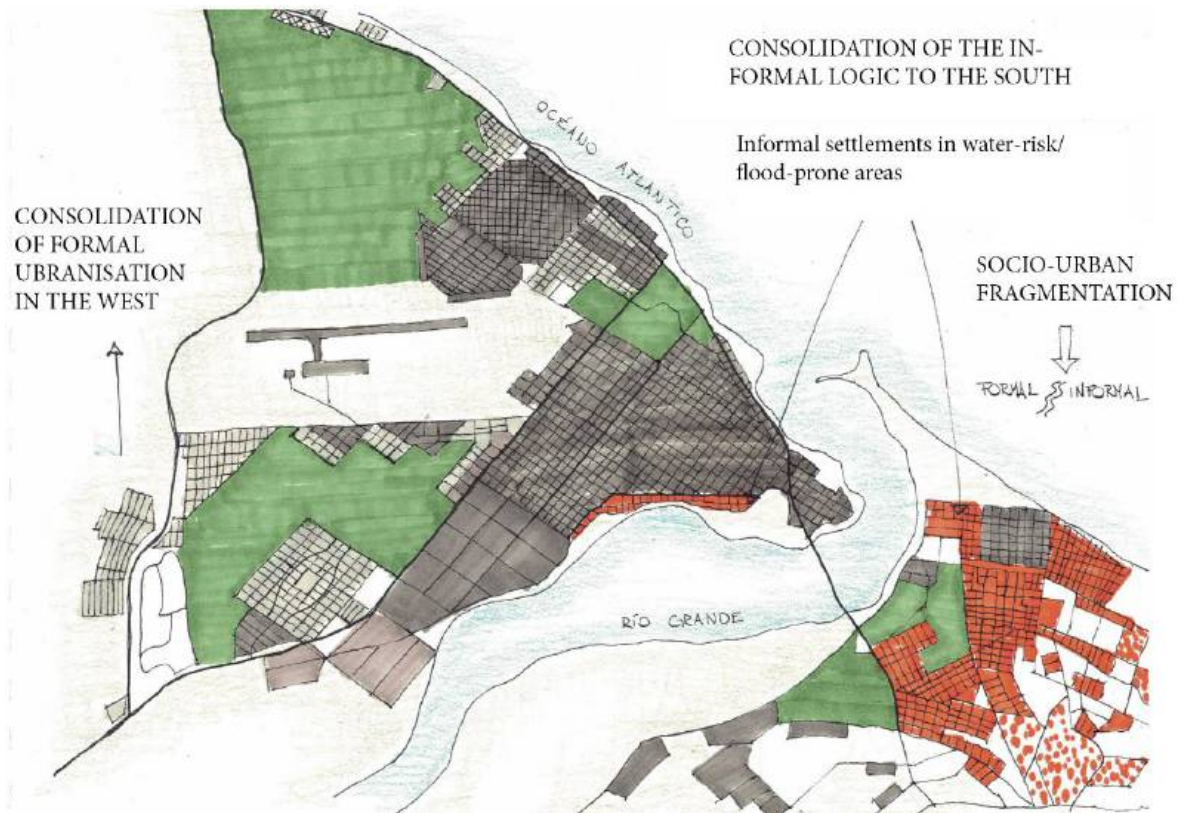 CONSOLIDATION OF THE IN-
FORMAL LOGIC TO THE SOUTH
Informal settlements in water-risk/
flood-prone areas
OCÉANO ATLANTICO
CONSOLIDATION
OF FORMAL
UBRANISATION
IN THE WEST
SOCIO-URBAN
FRAGMENTATION
FORMAL INFORMAL
RÍO GRANDE